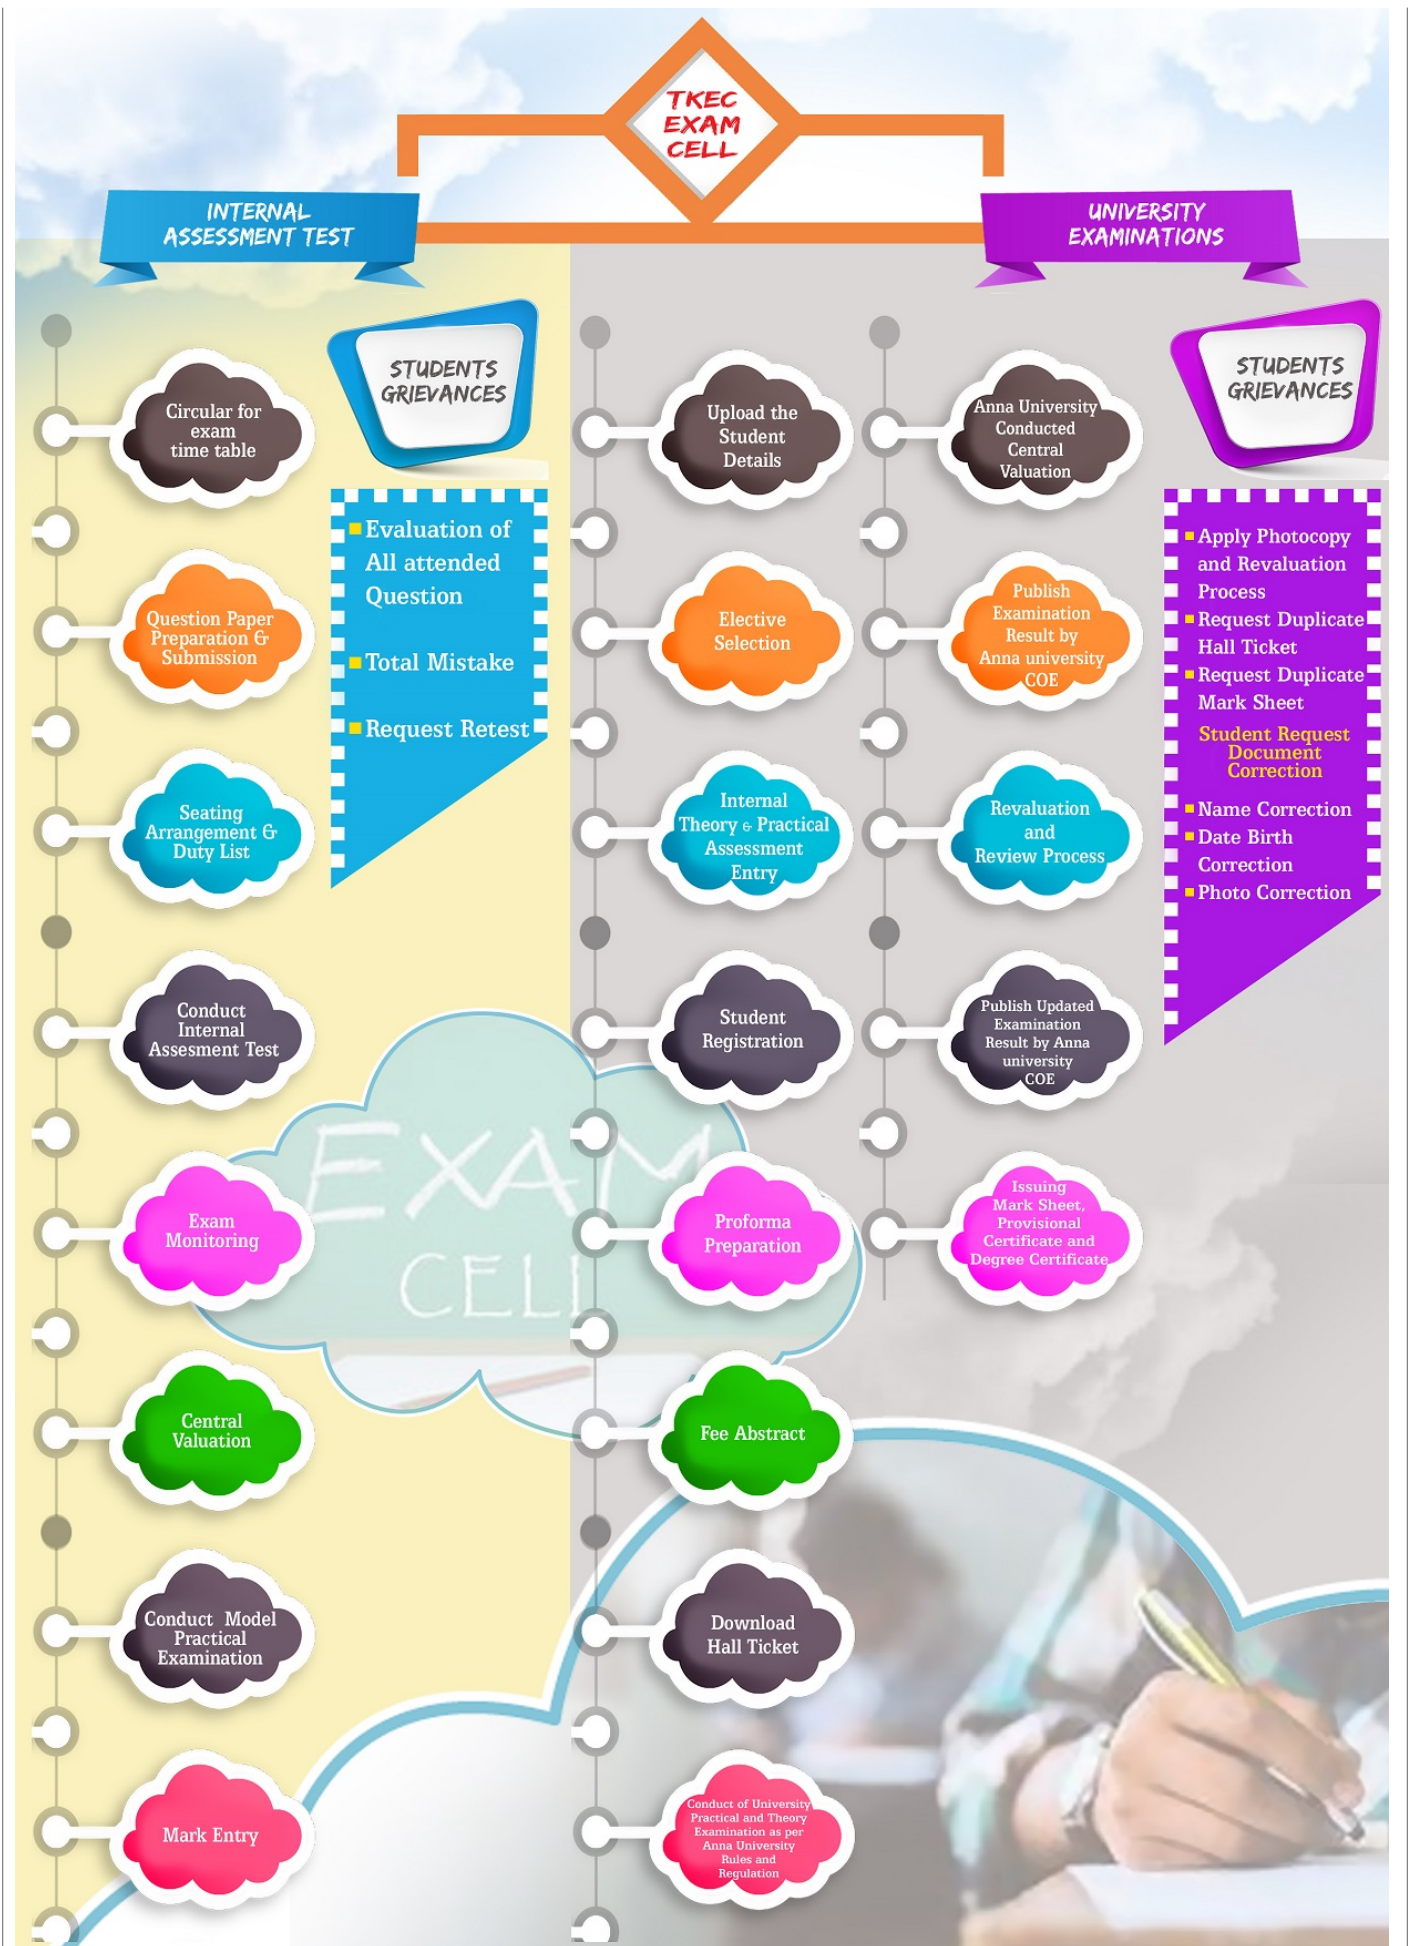 TKEC
EXAM
CELL
INTERNAL
ASSESSMENT TEST
UNIVERSITY
EXAMINATIONS
STUDENTS
GRIEVANCES
Circular for
exam
time table
Question Paper
Preparation &
Submission
Seating
Arrangement &
Duty List
Conduct
Internal
Assesment Test
Exam
Monitoring
Central
Valuation
Conduct Model
Practical
Examination
Mark Entry
Evaluation of
All attended
Question
Total Mistake
Request Retest
Upload the
Student
Details
Elective
Selection
Internal
Theory & Practical
Assessment
Entry
Student
Registration
Proforma
Preparation
Fee Abstract
Download
Hall Ticket
Conduct of University
Practical and Theory
Examination as per
Anna University
Rules and
Regulation
Anna University
Conducted
Central
Valuation
Publish
Examination
Result by
Anna university
COE
Revaluation
and
Review Process
Publish Updated
Examination
Result by Anna
university
COE
Issuing
Mark Sheet,
Provisional
Certificate and
Degree Certificate
STUDENTS
GRIEVANCES
Apply Photocopy
and Revaluation
Process
Request Duplicate
Hall Ticket
Request Duplicate
Mark Sheet
Student Request
Document
Correction
Name Correction
Date Birth
Correction
Photo Correction
EXAM
CELL